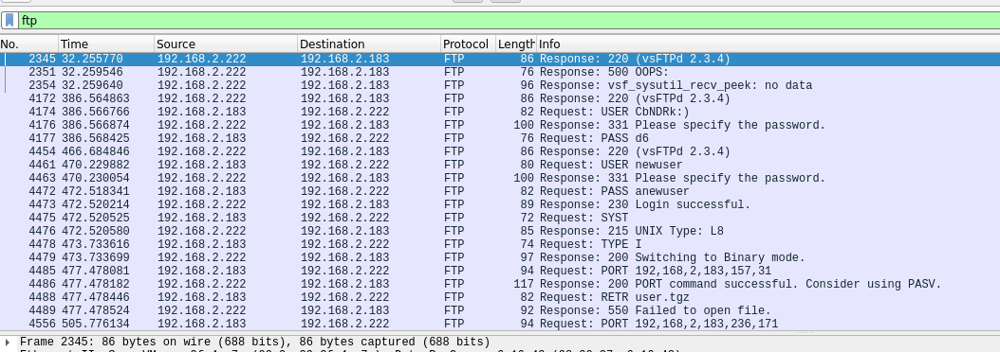 ftp
No. Time Source Destination Protocol Length Info
2345 32.255770 192.168.2.222 192.168.2.183 FTP 86 Response: 220 (vsFTPd 2.3.4)
2351 32.259546 192.168.2.222 192.168.2.183 FTP 76 Response: 500 OOPS:
2354 32.259640 192.168.2.222 192.168.2.183 FTP 96 Response: vsf_sysutil_recv_peek: no data
4172 386.564863 192.168.2.222 192.168.2.183 FTP 86 Response: 220 (vsFTPd 2.3.4)
4174 386.566766 192.168.2.183 192.168.2.222 FTP 82 Request: USER CbNDRk:)
4176 386.566874 192.168.2.222 192.168.2.183 FTP 100 Response: 331 Please specify the password.
4177 386.568425 192.168.2.183 192.168.2.222 FTP 76 Request: PASS d6
4454 466.684846 192.168.2.222 192.168.2.183 FTP 86 Response: 220 (vsFTPd 2.3.4)
4461 470.229882 192.168.2.183 192.168.2.222 FTP 80 Request: USER newuser
4463 470.230054 192.168.2.222 192.168.2.183 FTP 100 Response: 331 Please specify the password.
4472 472.518341 192.168.2.183 192.168.2.222 FTP 82 Request: PASS anewuser
4473 472.520214 192.168.2.222 192.168.2.183 FTP 89 Response: 230 Login successful.
4475 472.520425 192.168.2.183 192.168.2.222 FTP 72 Request: SYST
4476 472.520580 192.168.2.222 192.168.2.183 FTP 85 Response: 215 UNIX Type: L8
4478 473.733616 192.168.2.183 192.168.2.222 FTP 74 Request: TYPE I
4479 473.733699 192.168.2.222 192.168.2.183 FTP 97 Response: 200 Switching to Binary mode.
4485 477.478081 192.168.2.183 192.168.2.222 FTP 94 Request: PORT 192,168,2,183,157,31
4486 477.478182 192.168.2.222 192.168.2.183 FTP 117 Response: 200 PORT command successful. Consider using PASV.
4488 477.478446 192.168.2.183 192.168.2.222 FTP 82 Request: RETR user.tgz
4489 477.478524 192.168.2.222 192.168.2.183 FTP 92 Response: 550 Failed to open file.
4556 505.776134 192.168.2.183 192.168.2.222 FTP 94 Request: PORT 192,168,2,183,236,171
Frame 2345: 86 bytes on wire (688 bits), 86 bytes captured (688 bits)